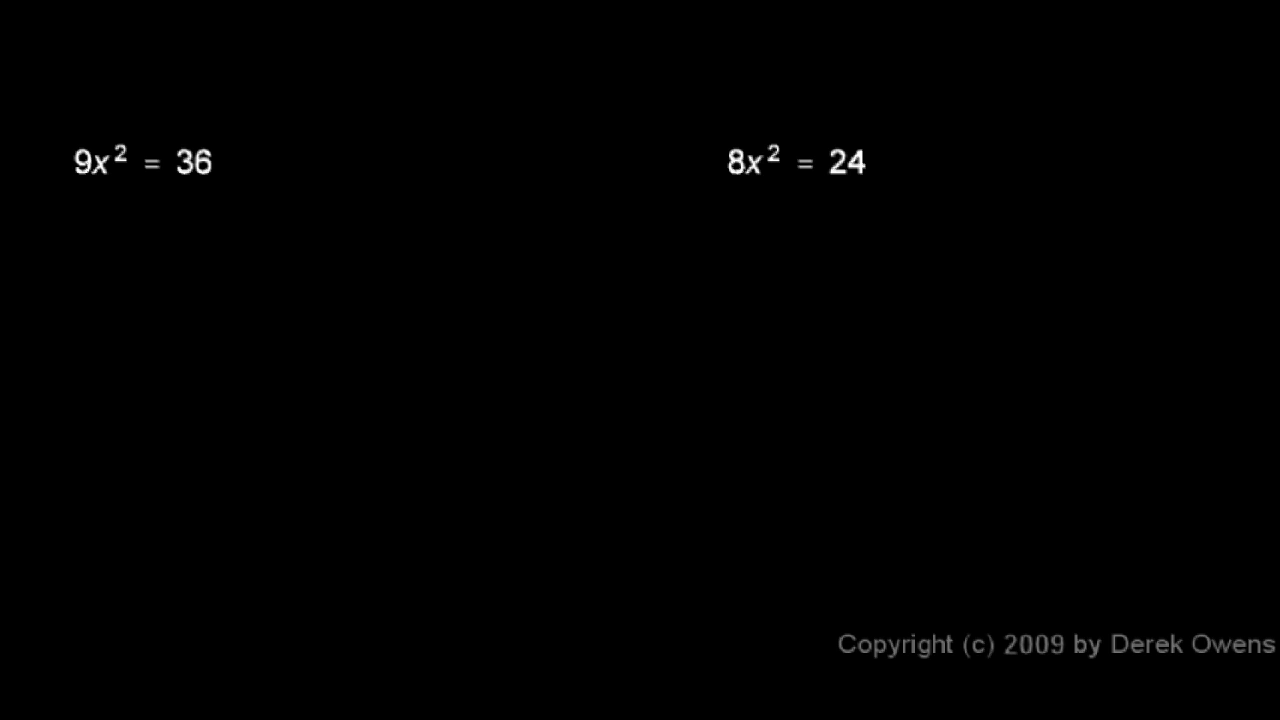 9x² = 36
8x² = 24
Copyright (c) 2009 by Derek Owens